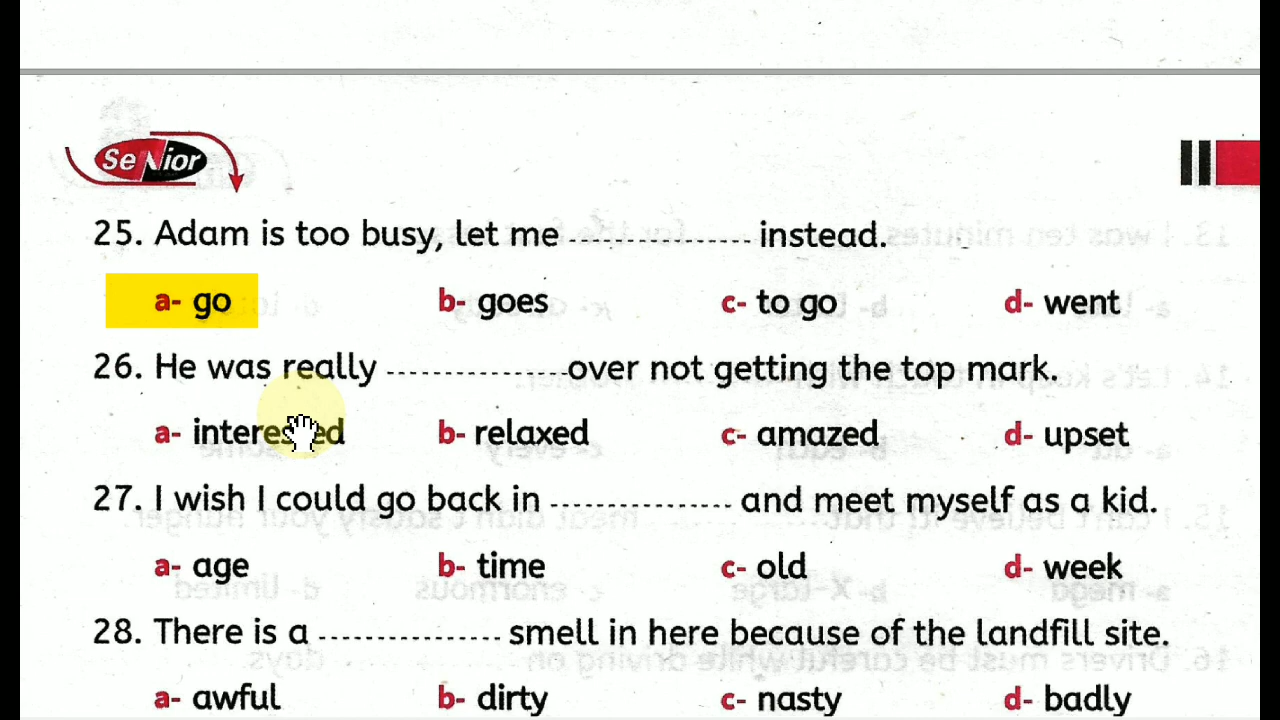 Senior
25. Adam is too busy, let me ------------------ instead.
a- go b- goes c- to go d- went
26. He was really ------------------over not getting the top mark.
a- interested b- relaxed c- amazed d- upset
27. I wish I could go back in ------------------ and meet myself as a kid.
a- age b- time c- old d- week
28. There is a ------------------ smell in here because of the landfill site.
a- awful b- dirty c- nasty d- badly